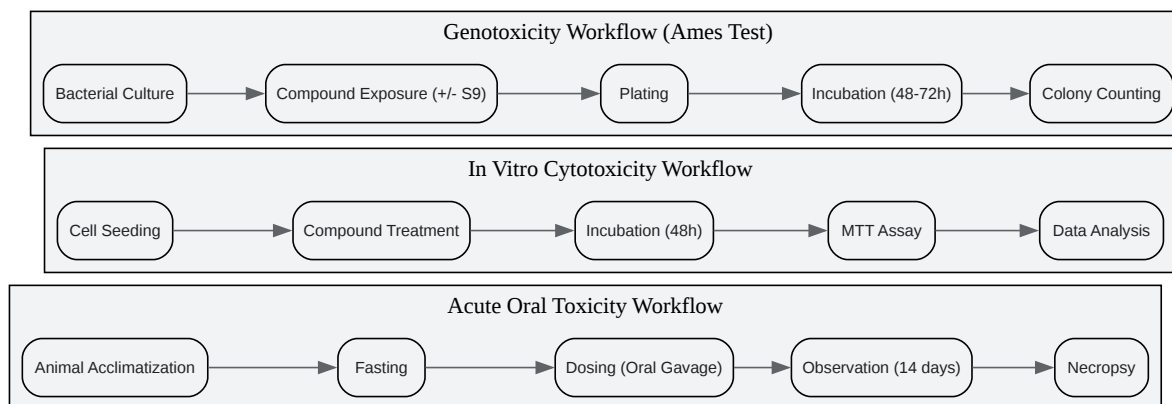 Genotoxicity Workflow (Ames Test)
Bacterial Culture
Compound Exposure (+/- S9)
Plating
Incubation (48-72h)
Colony Counting
In Vitro Cytotoxicity Workflow
Cell Seeding
Compound Treatment
Incubation (48h)
MTT Assay
Data Analysis
Acute Oral Toxicity Workflow
Animal Acclimatization
Fasting
Dosing (Oral Gavage)
Observation (14 days)
Necropsy